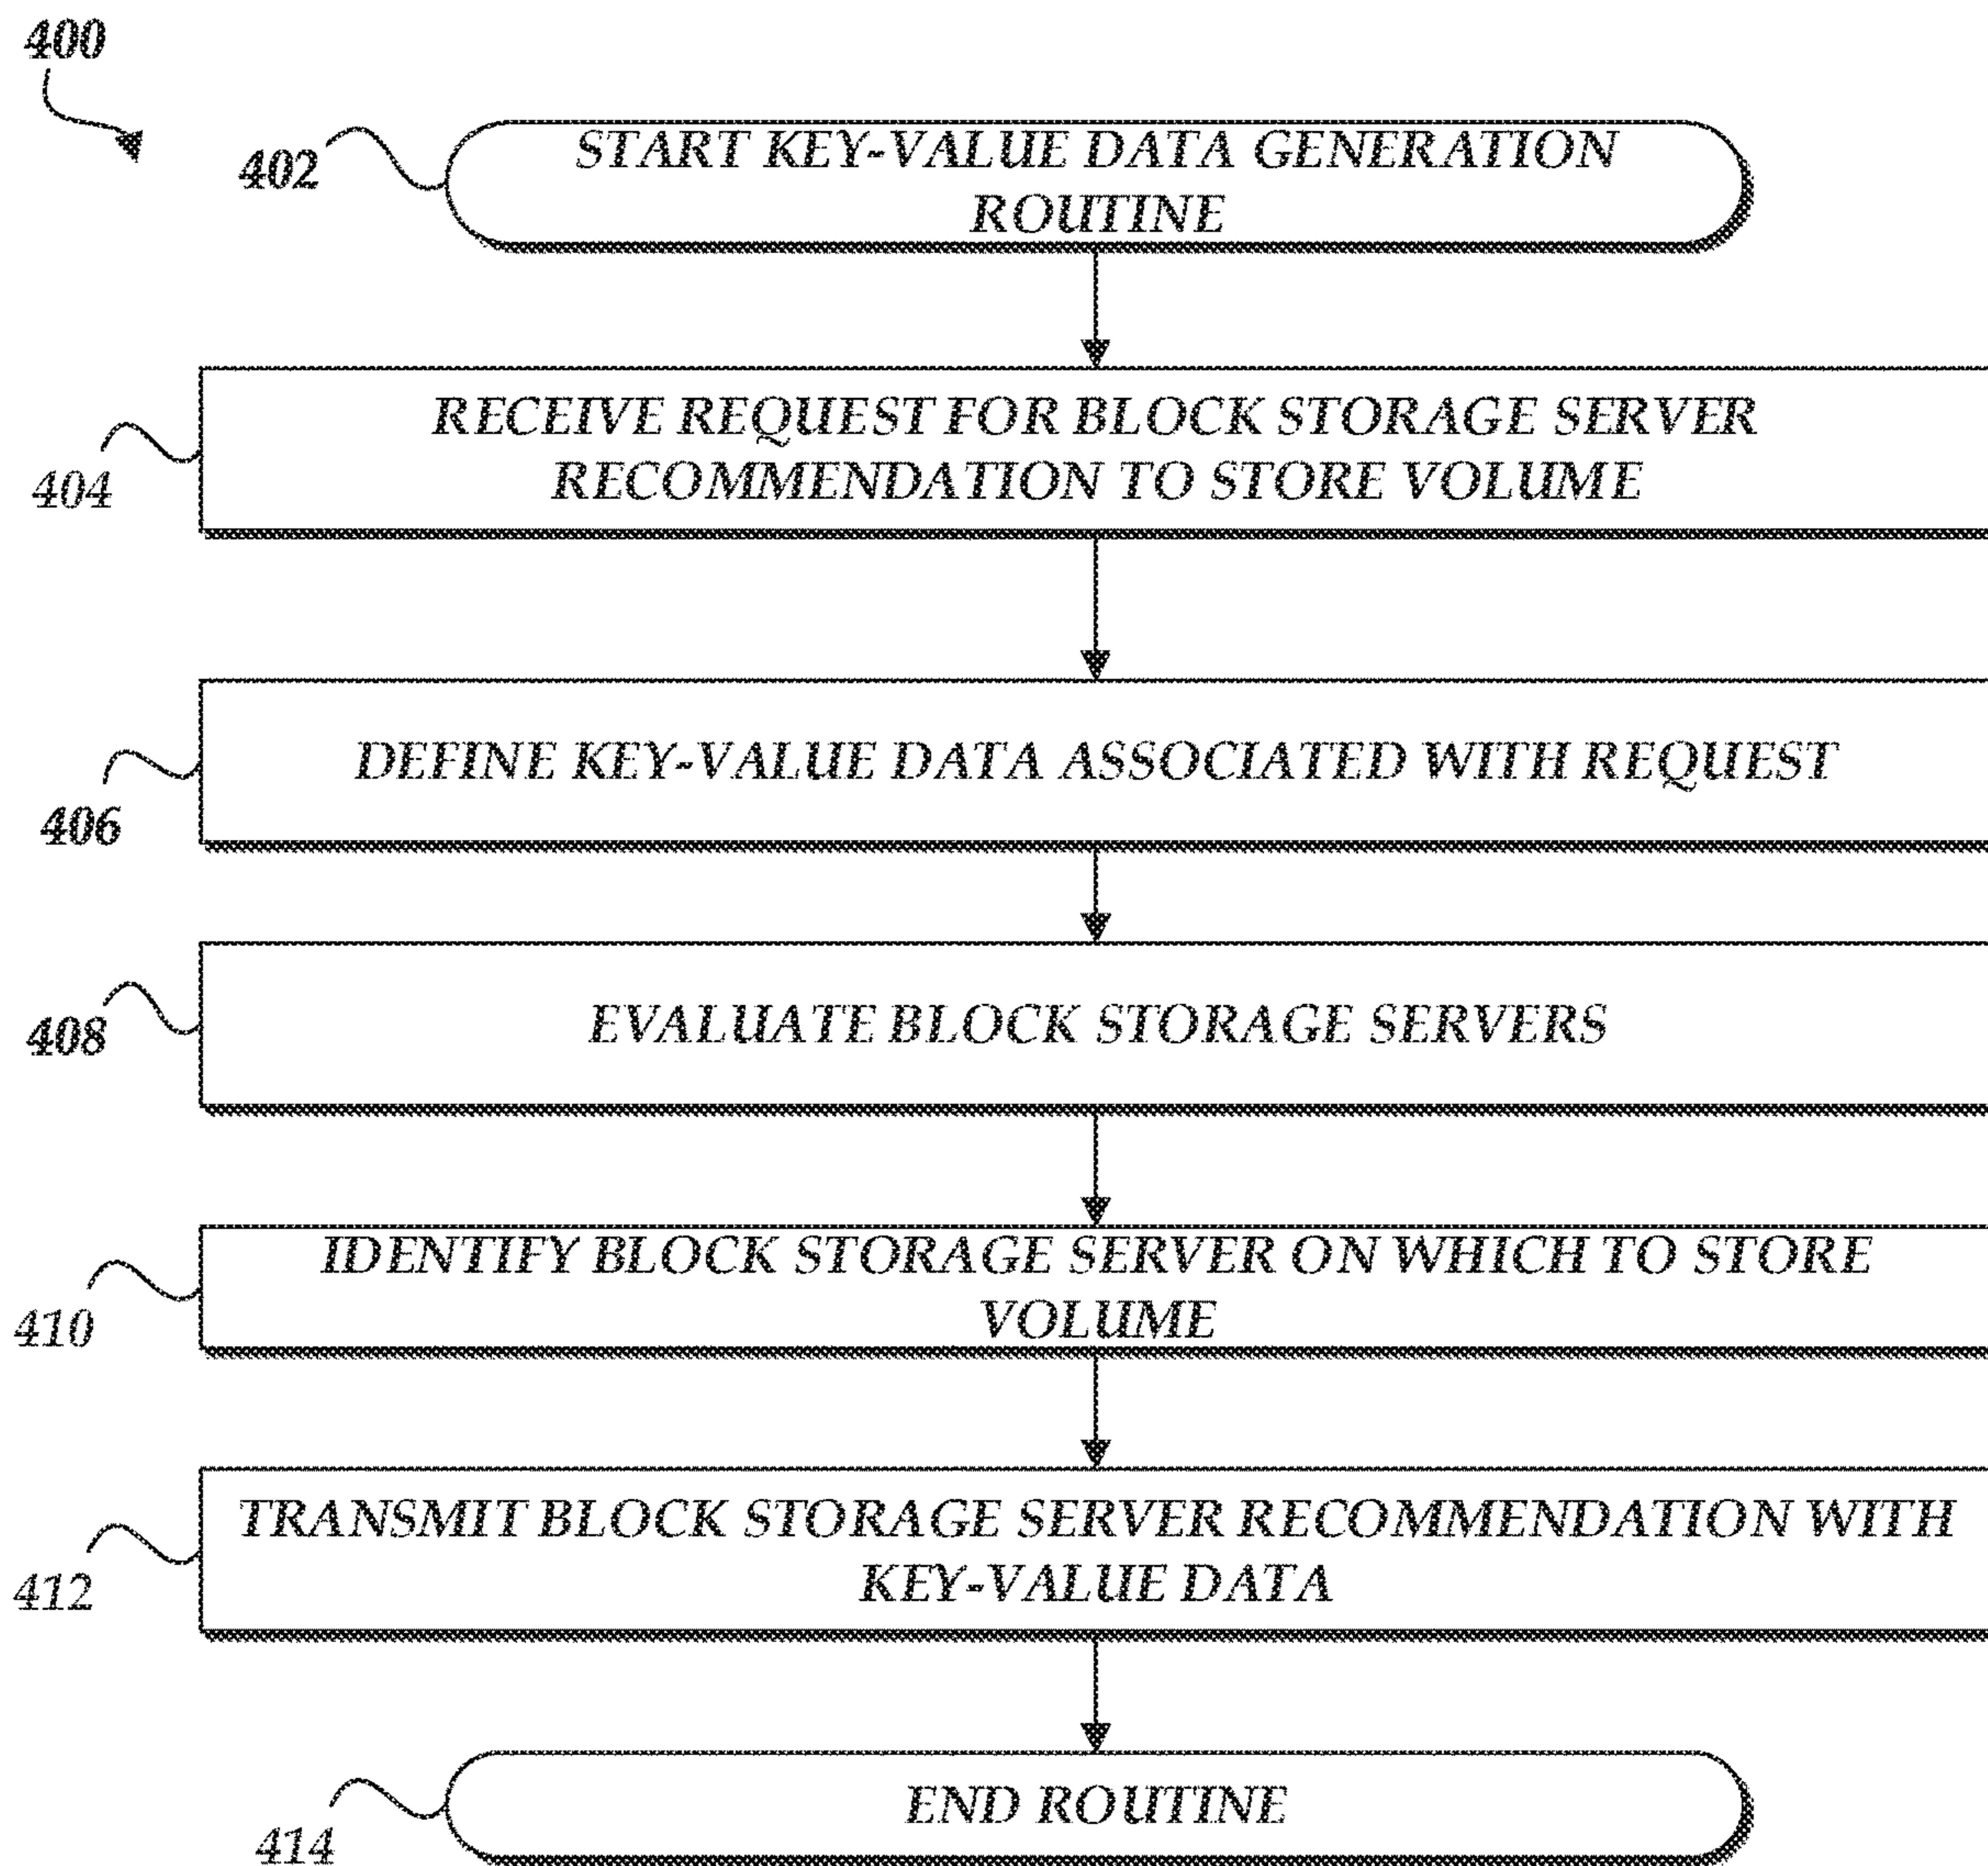 400
402
START KEY-VALUE DATA GENERATION
ROUTINE
RECEIVE REQUEST FOR BLOCK STORAGE SERVER
RECOMMENDATION TO STORE VOLUME
404
DEFINE KEY-VALUE DATA ASSOCIATED WITH REQUEST
406
EVALUATE BLOCK STORAGE SERVERS
408
IDENTIFY BLOCK STORAGE SERVER ON WHICH TO STORE
VOLUME
410
TRANSMIT BLOCK STORAGE SERVER RECOMMENDATION WITH
KEY-VALUE DATA
412
END ROUTINE
414